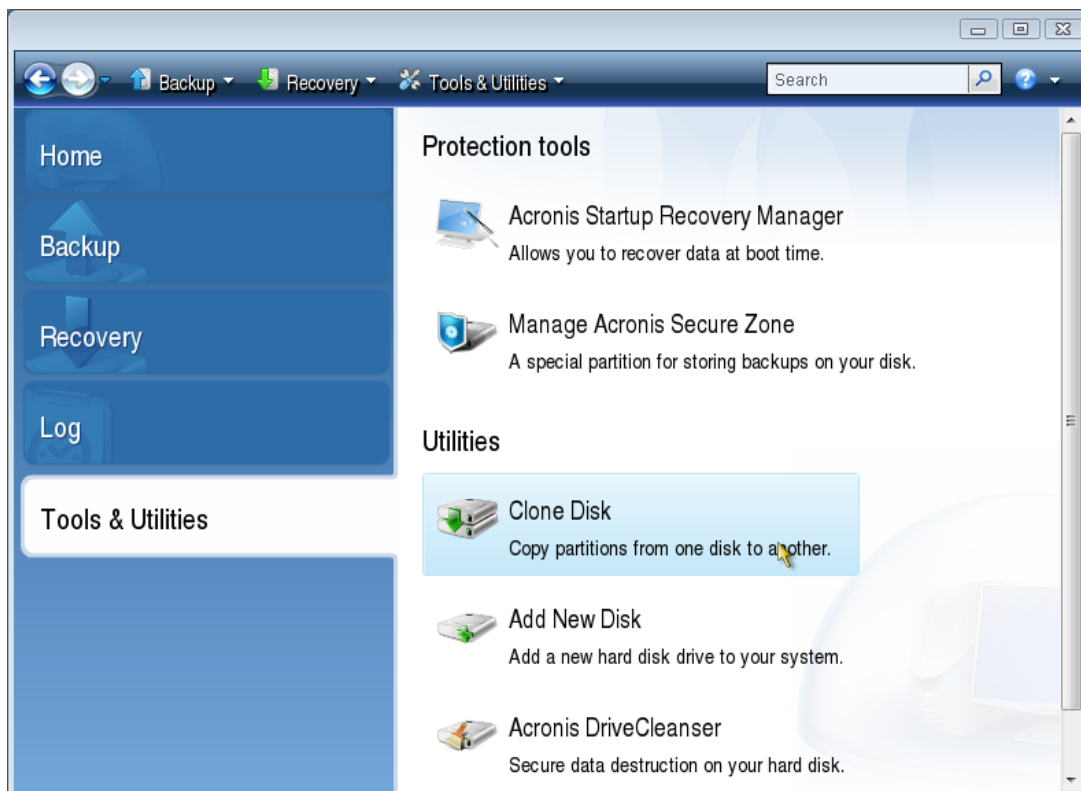 Backup
Recovery
Tools & Utilities
Search
Home
Backup
Recovery
Log
Tools & Utilities
Protection tools
Acronis Startup Recovery Manager
Allows you to recover data at boot time.
Manage Acronis Secure Zone
A special partition for storing backups on your disk.
Utilities
Clone Disk
Copy partitions from one disk to another.
Add New Disk
Add a new hard disk drive to your system.
Acronis DriveCleanser
Secure data destruction on your hard disk.